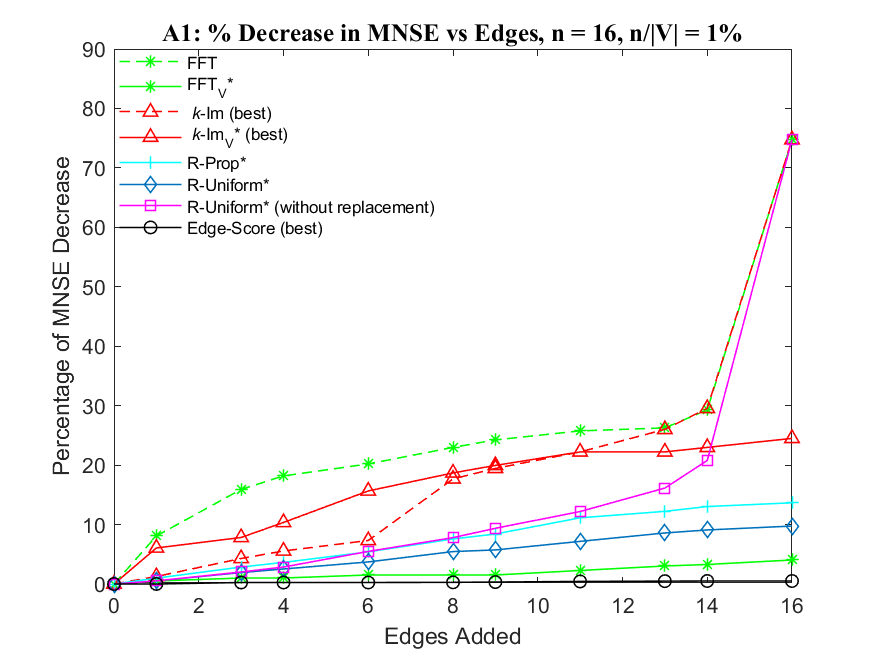 A1: % Decrease in MNSE vs Edges, n = 16, n/|V| = 1%
Percentage of MNSE Decrease
90
80
70
60
50
40
30
20
10
0
FFT
FFT_V*
k-Im (best)
k-Im_V* (best)
R-Prop*
R-Uniform*
R-Uniform* (without replacement)
Edge-Score (best)
0 2 4 6 8 10 12 14 16
Edges Added